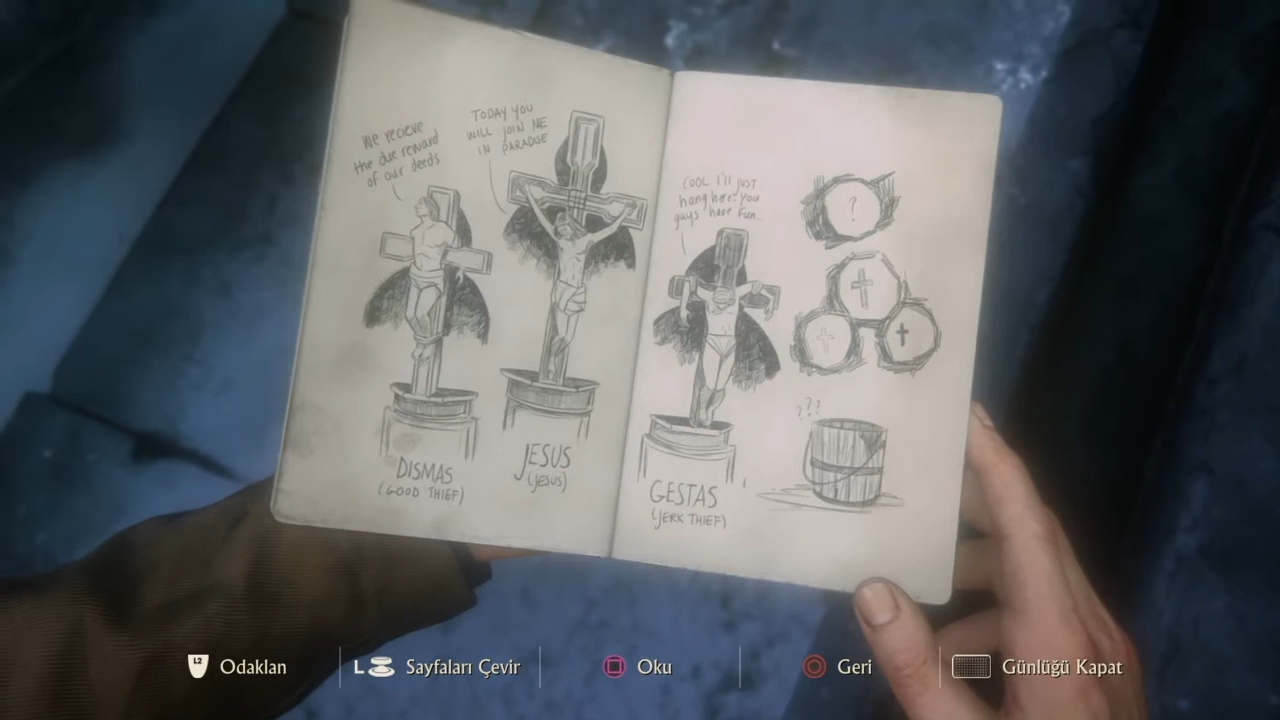 We recieve
the due reward
of our deeds
TODAY YOU
WILL JOIN ME
IN PARADISE
DISMAS
(GOOD THIEF)
JESUS
(JESUS)
COOL I'll JUST
hang here. you
guys have fun...
GESTAS
(JERK THIEF)
?
???
L2 Odaklan
L Sayfaları Çevir
Oku
Geri
Günlüğü Kapat